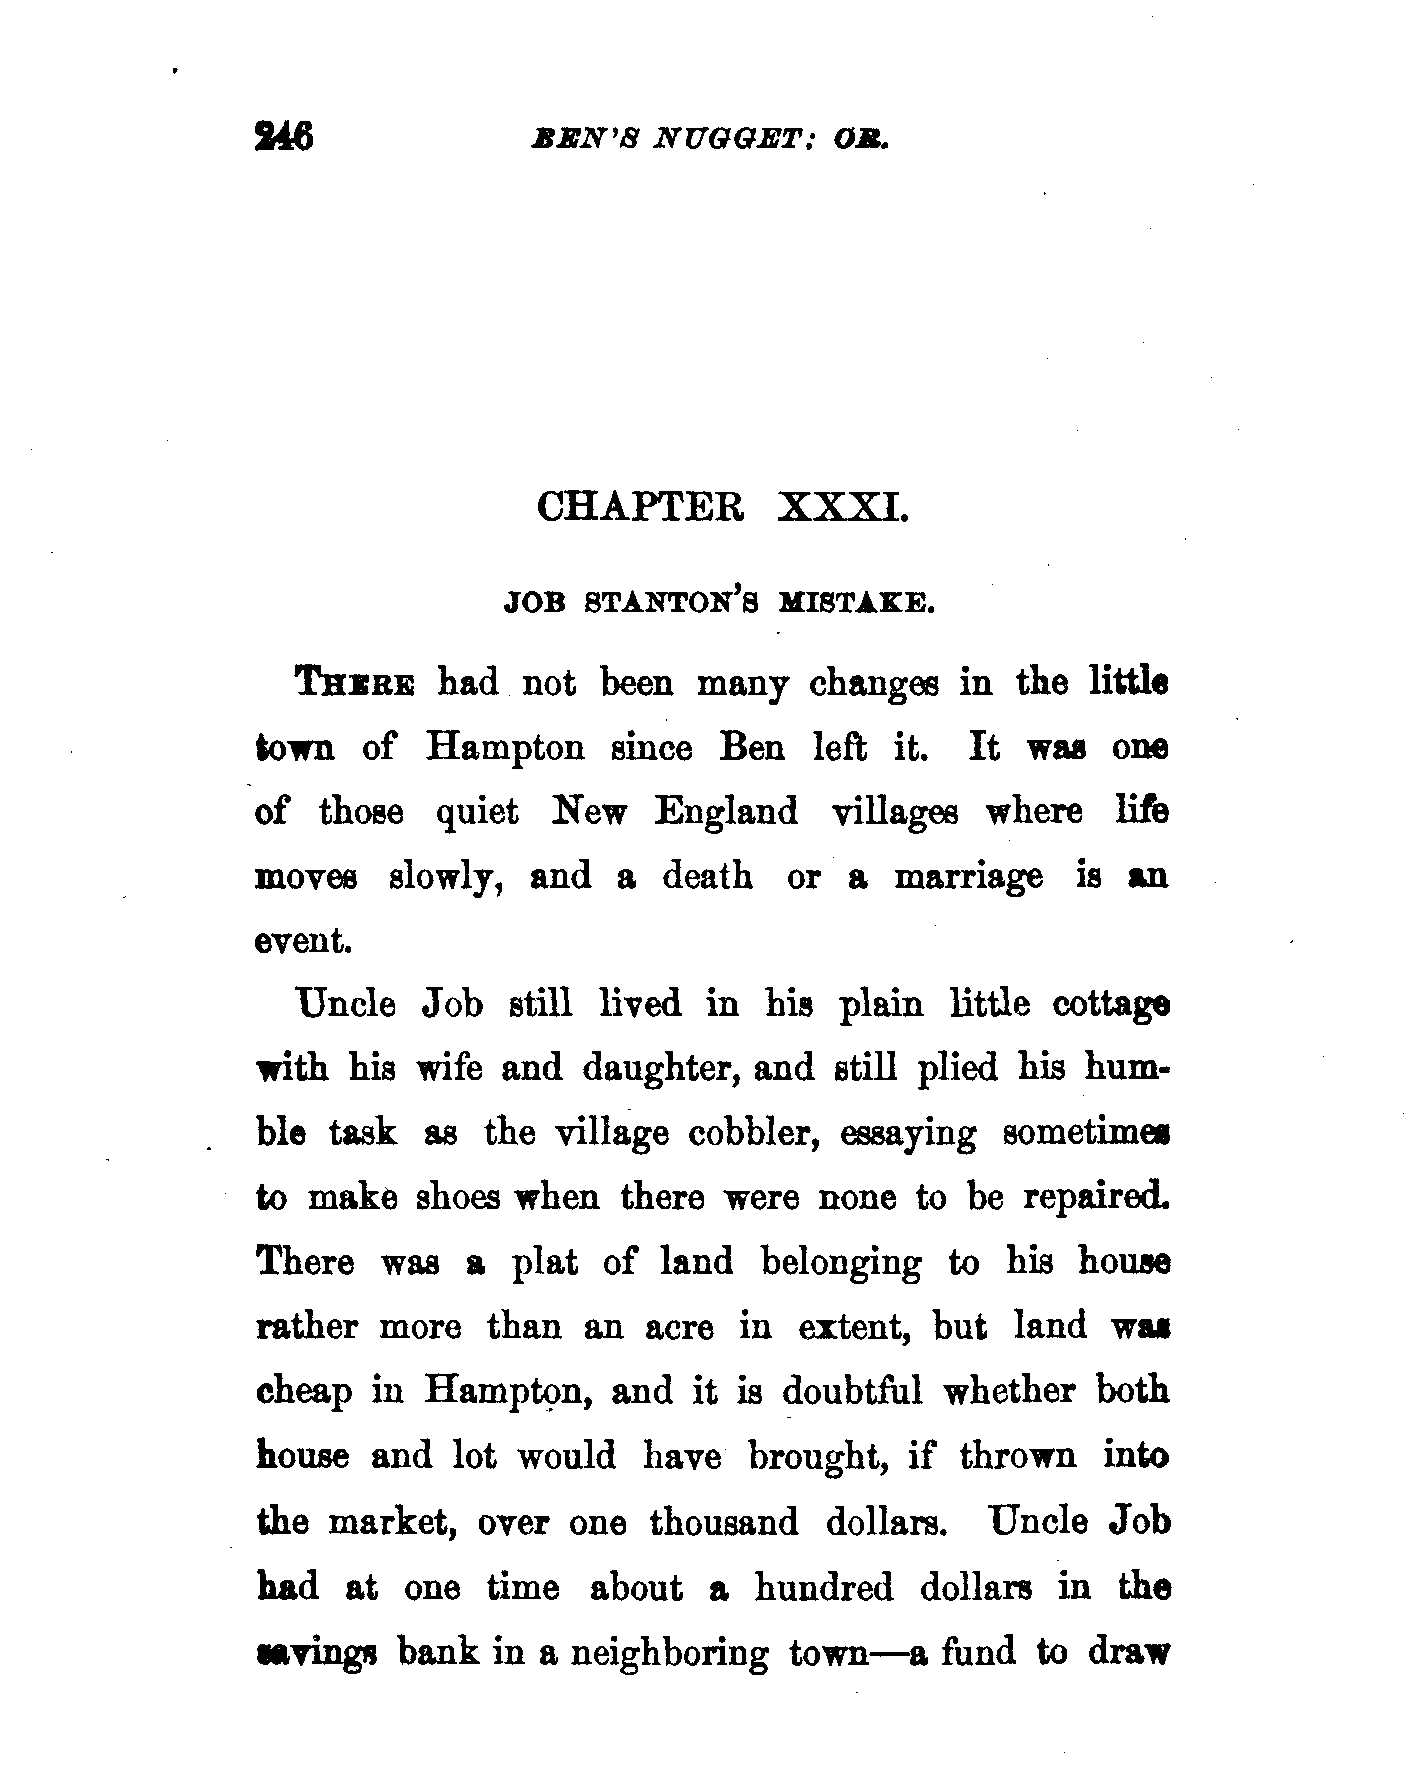 246
BEN'S NUGGET: OR.
CHAPTER XXXI.
JOB STANTON'S MISTAKE.
THERE had not been many changes in the little
town of Hampton since Ben left it. It was one
of those quiet New England villages where life
moves slowly, and a death or a marriage is an
event.
Uncle Job still lived in his plain little cottage
with his wife and daughter, and still plied his hum-
ble task as the village cobbler, essaying sometimes
to make shoes when there were none to be repaired.
There was a plat of land belonging to his house
rather more than an acre in extent, but land was
cheap in Hampton, and it is doubtful whether both
house and lot would have brought, if thrown into
the market, over one thousand dollars. Uncle Job
had at one time about a hundred dollars in the
savings bank in a neighboring town—a fund to draw